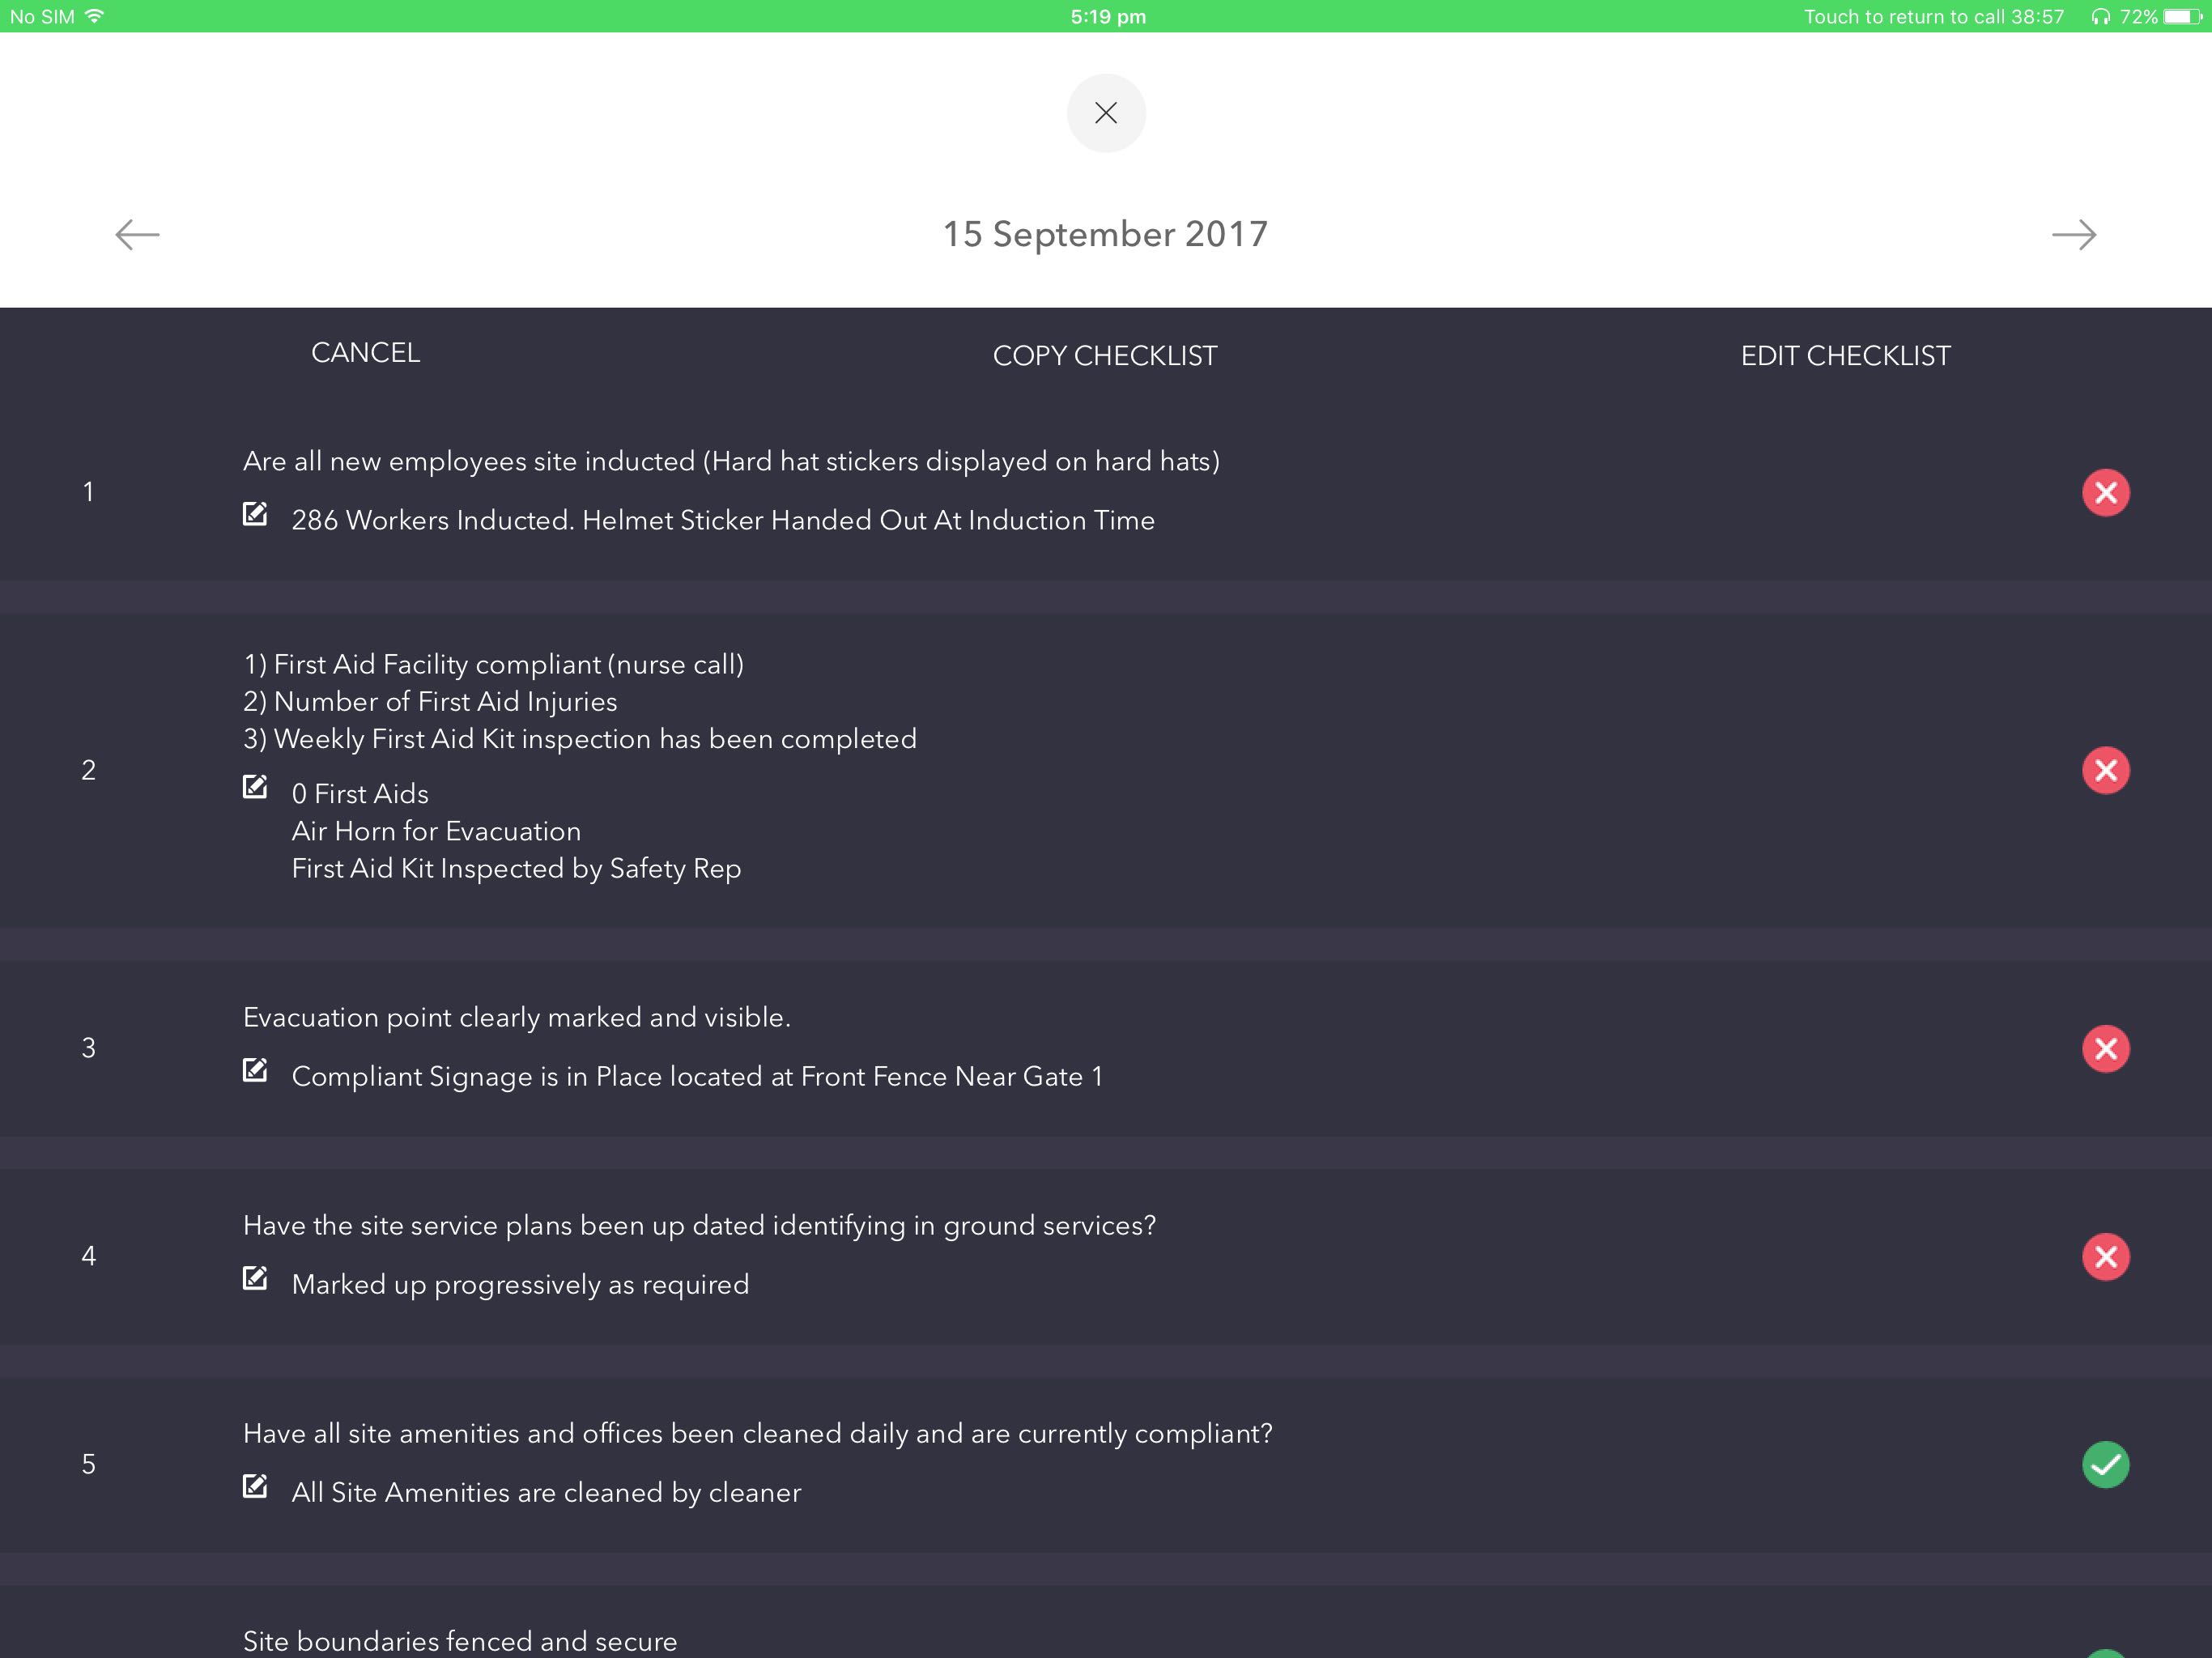 No SIM
5:19 pm
Touch to return to call 38:57
72%
15 September 2017
CANCEL
COPY CHECKLIST
EDIT CHECKLIST
1
Are all new employees site inducted (Hard hat stickers displayed on hard hats)
286 Workers Inducted. Helmet Sticker Handed Out At Induction Time
2
1) First Aid Facility compliant (nurse call)
2) Number of First Aid Injuries
3) Weekly First Aid Kit inspection has been completed
0 First Aids
Air Horn for Evacuation
First Aid Kit Inspected by Safety Rep
3
Evacuation point clearly marked and visible.
Compliant Signage is in Place located at Front Fence Near Gate 1
4
Have the site service plans been up dated identifying in ground services?
Marked up progressively as required
5
Have all site amenities and offices been cleaned daily and are currently compliant?
All Site Amenities are cleaned by cleaner
Site boundaries fenced and secure